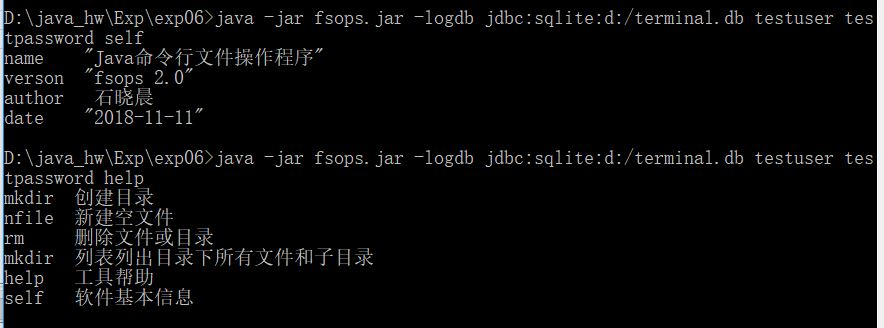 D:\java_hw\Exp\exp06>java -jar fsops.jar -logdb jdbc:sqlite:d:/terminal.db testuser tes
tpassword self
name    "Java命令行文件操作程序"
verson  "fsops 2.0"
author   石晓晨
date    "2018-11-11"
D:\java_hw\Exp\exp06>java -jar fsops.jar -logdb jdbc:sqlite:d:/terminal.db testuser tes
tpassword help
mkdir  创建目录
nfile  新建空文件
rm     删除文件或目录
mkdir  列表列出目录下所有文件和子目录
help   工具帮助
self   软件基本信息